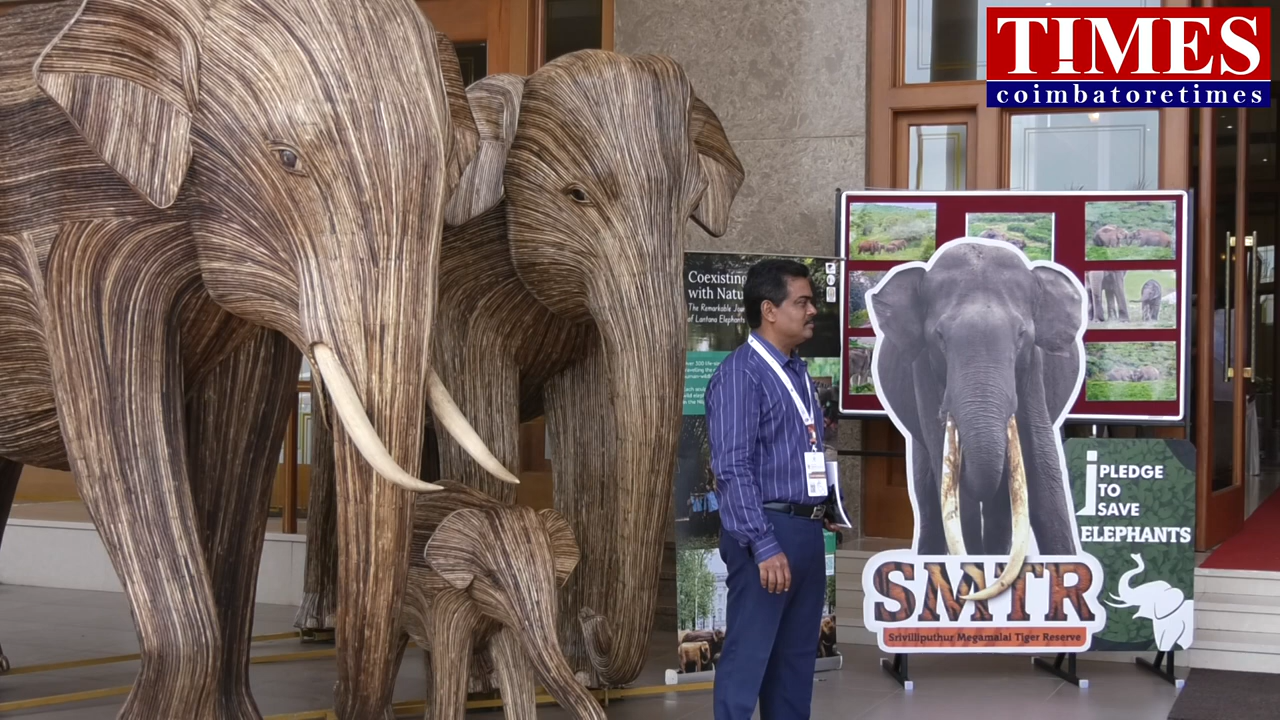 TIMES
coimbatoretimes
Coexisting
with Natu
The Remarkable Jou
of Lantana Elephants
I PLEDGE
TO
SAVE
ELEPHANTS
SMTR
Srivilliputhur Megamalai Tiger Reserve